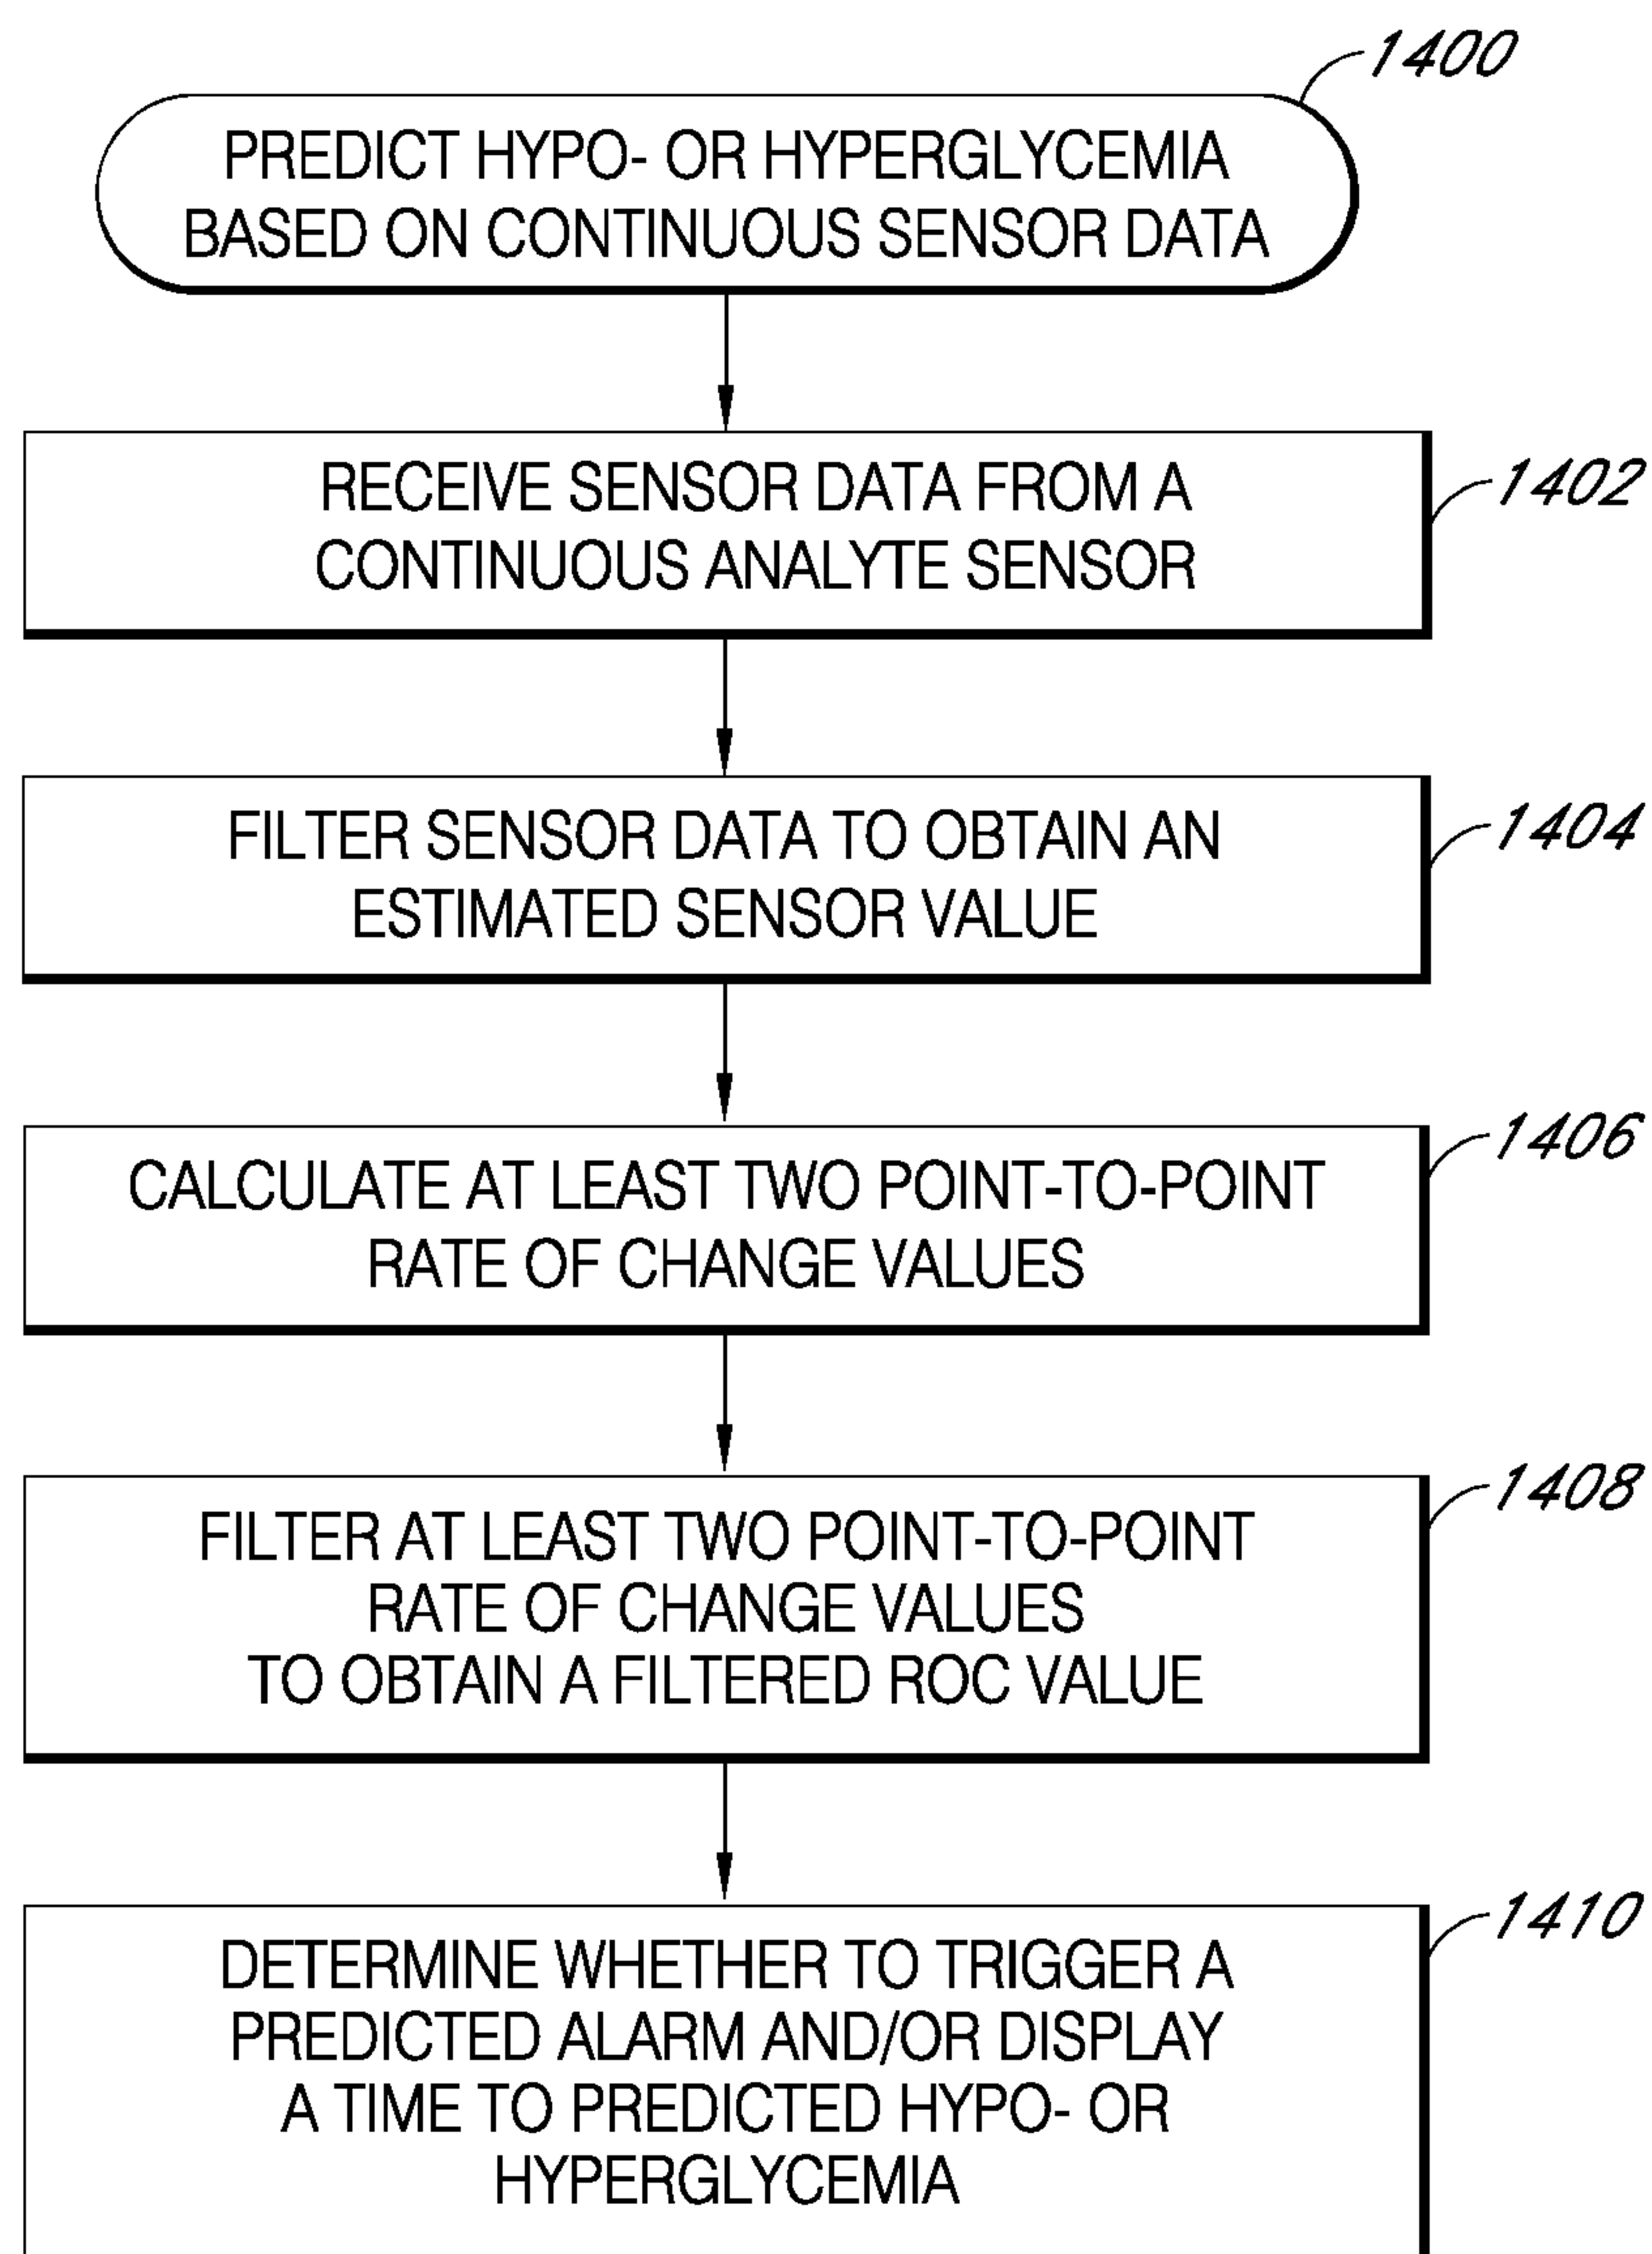 1400
PREDICT HYPO- OR HYPERGLYCEMIA
BASED ON CONTINUOUS SENSOR DATA
RECEIVE SENSOR DATA FROM A
CONTINUOUS ANALYTE SENSOR
1402
FILTER SENSOR DATA TO OBTAIN AN
ESTIMATED SENSOR VALUE
1404
CALCULATE AT LEAST TWO POINT-TO-POINT
RATE OF CHANGE VALUES
1406
FILTER AT LEAST TWO POINT-TO-POINT
RATE OF CHANGE VALUES
TO OBTAIN A FILTERED ROC VALUE
1408
DETERMINE WHETHER TO TRIGGER A
PREDICTED ALARM AND/OR DISPLAY
A TIME TO PREDICTED HYPO- OR
HYPERGLYCEMIA
1410